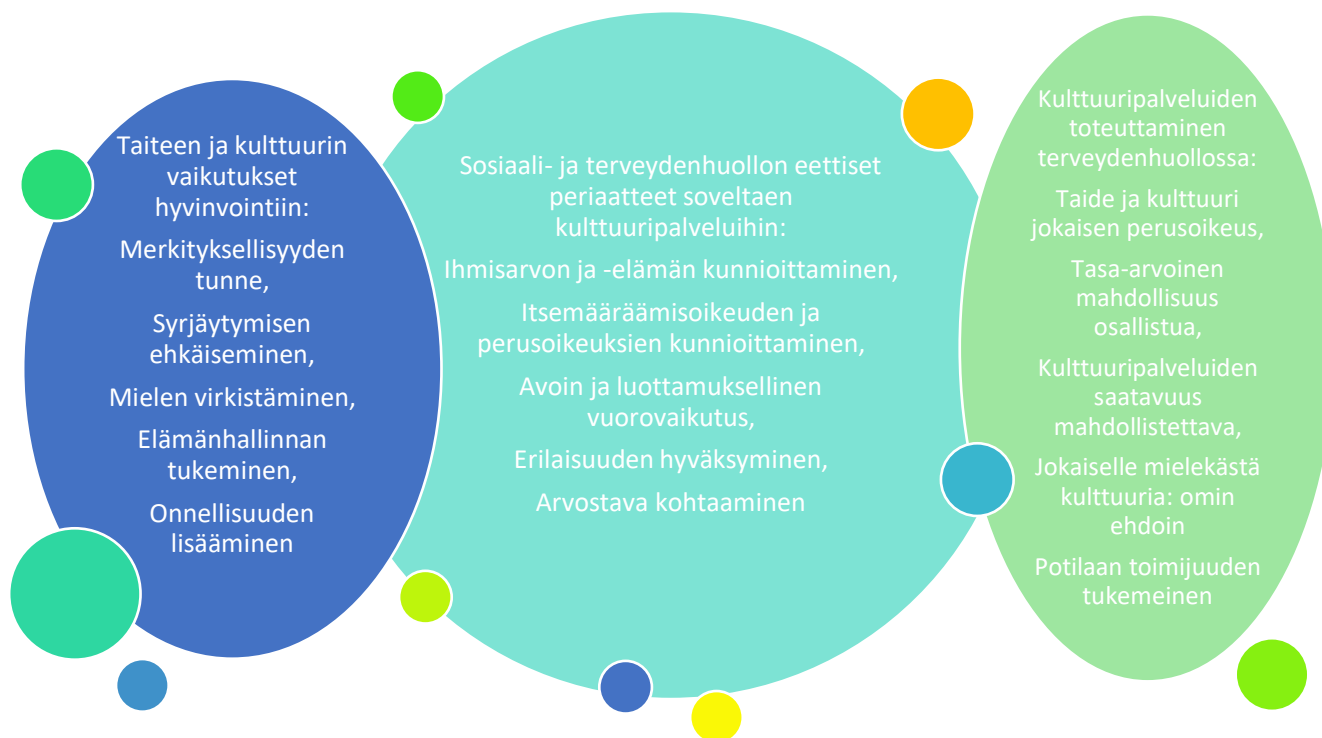 Taiteen ja kulttuurin
vaikutukset
hyvinvointiin:
Merkityksellisyyden
tunne,
Syrjäytymisen
ehkäiseminen,
Mielen virkistäminen,
Elämänhallinnan
tukeminen,
Onnellisuuden
lisääminen
Sosiaali- ja terveydenhuollon eettiset
periaatteet soveltaen
kulttuuripalveluihin:
Ihmisarvon ja -elämän kunnioittaminen,
Itsemääräämisoikeuden ja
perusoikeuksien kunnioittaminen,
Avoin ja luottamuksellinen
vuorovaikutus,
Erilaisuuden hyväksyminen,
Arvostava kohtaaminen
Kulttuuripalveluiden
toteuttaminen
terveydenhuollossa:
Taide ja kulttuuri
jokaisen perusoikeus,
Tasa-arvoinen
mahdollisuus
osallistua,
Kulttuuripalveluiden
saatavuus
mahdollistettava,
Jokaiselle mielekästä
kulttuuria: omin
ehdoin
Potilaan toimijuuden
tukemeinen